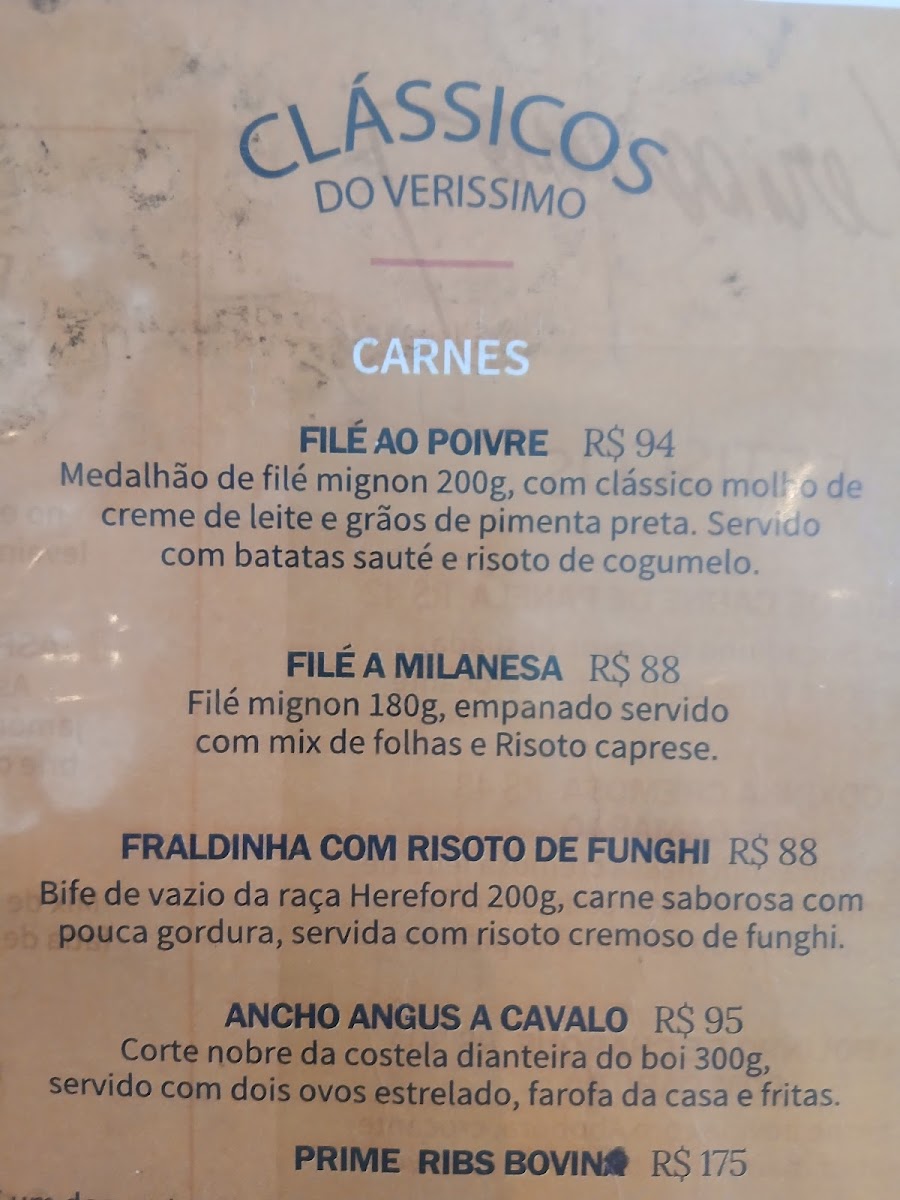 CLÁSSICOS
DO VERISSIMO
CARNES
FILÉ AO POIVRE R$ 94
Medalhão de filé mignon 200g, com clássico molho de
creme de leite e grãos de pimenta preta. Servido
com batatas sauté e risoto de cogumelo.
FILÉ A MILANESA R$ 88
Filé mignon 180g, empanado servido
com mix de folhas e Risoto caprese.
FRALDINHA COM RISOTO DE FUNGHI R$ 88
Bife de vazio da raça Hereford 200g, carne saborosa com
pouca gordura, servida com risoto cremoso de funghi.
ANCHO ANGUS A CAVALO R$ 95
Corte nobre da costela dianteira do boi 300g,
servido com dois ovos estrelado, farofa da casa e fritas.
PRIME RIBS BOVINO R$ 175